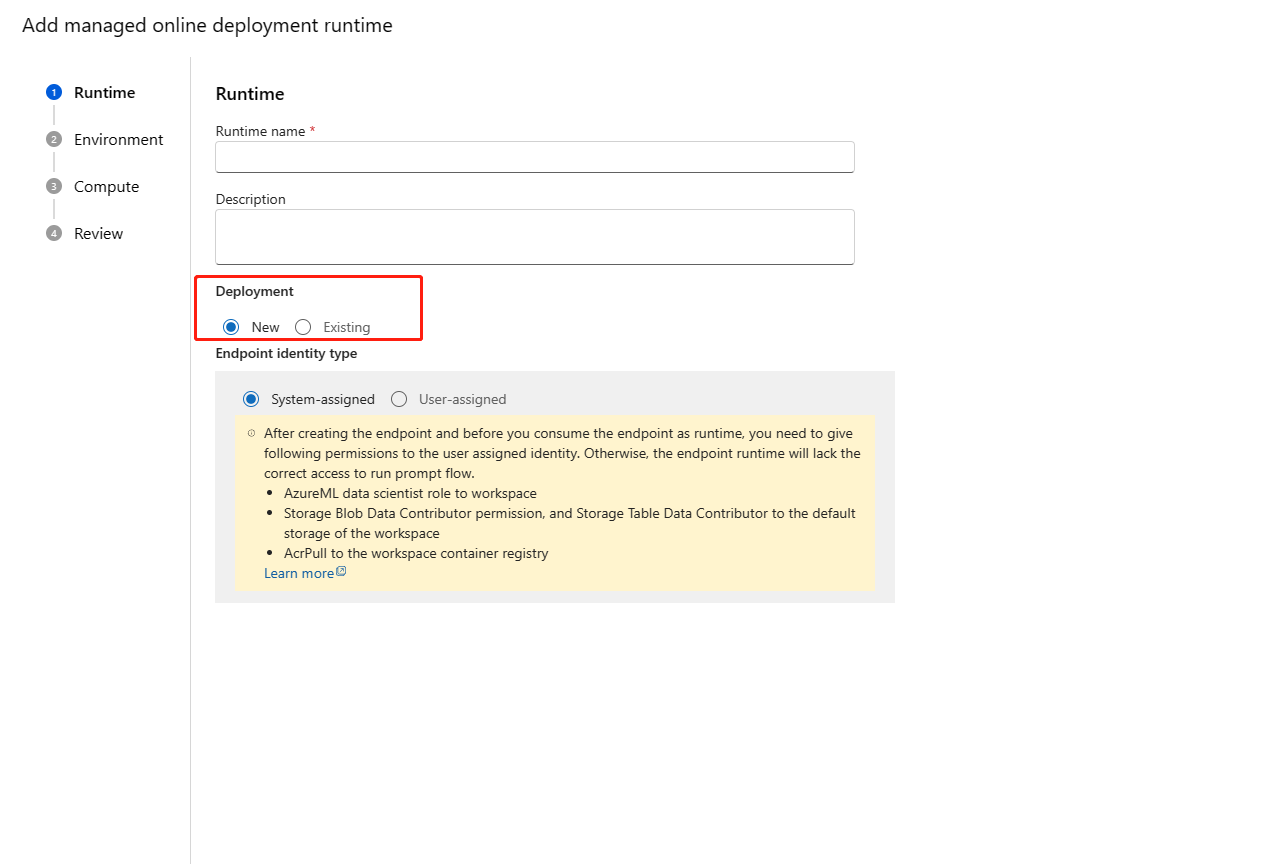 Add managed online deployment runtime
1 Runtime
2 Environment
3 Compute
4 Review
Runtime
Runtime name *
Description
Deployment
New Existing
Endpoint identity type
System-assigned User-assigned
After creating the endpoint and before you consume the endpoint as runtime, you need to give
following permissions to the user assigned identity. Otherwise, the endpoint runtime will lack the
correct access to run prompt flow.
• AzureML data scientist role to workspace
• Storage Blob Data Contributor permission, and Storage Table Data Contributor to the default
storage of the workspace
• AcrPull to the workspace container registry
Learn more